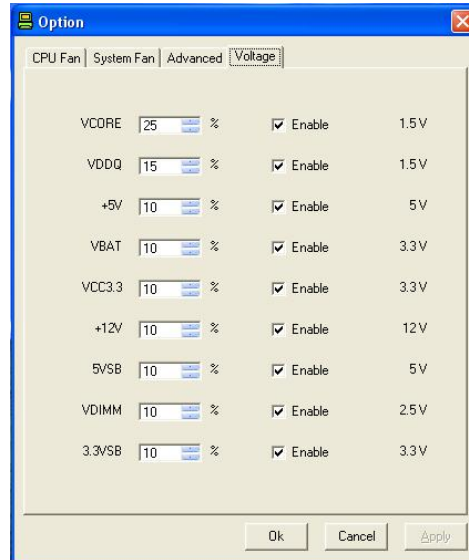 Option
CPU Fan System Fan Advanced Voltage
VCORE 25 % Enable 1.5 V
VDDQ 15 % Enable 1.5 V
+5V 10 % Enable 5 V
VBAT 10 % Enable 3.3 V
VCC3.3 10 % Enable 3.3 V
+12V 10 % Enable 12 V
5VSB 10 % Enable 5 V
VDIMM 10 % Enable 2.5 V
3.3VSB 10 % Enable 3.3 V
Ok Cancel Apply